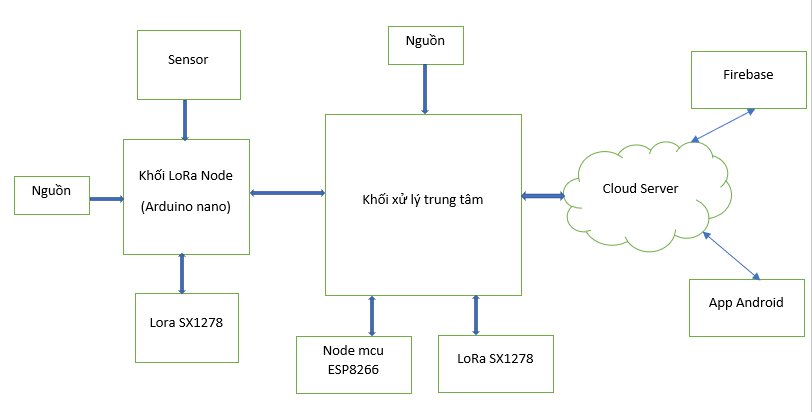 Nguồn
Sensor
Firebase
Khối LoRa Node
(Arduino nano)
Nguồn
Khối xử lý trung tâm
Cloud Server
Lora SX1278
App Android
Node mcu
ESP8266
LoRa SX1278